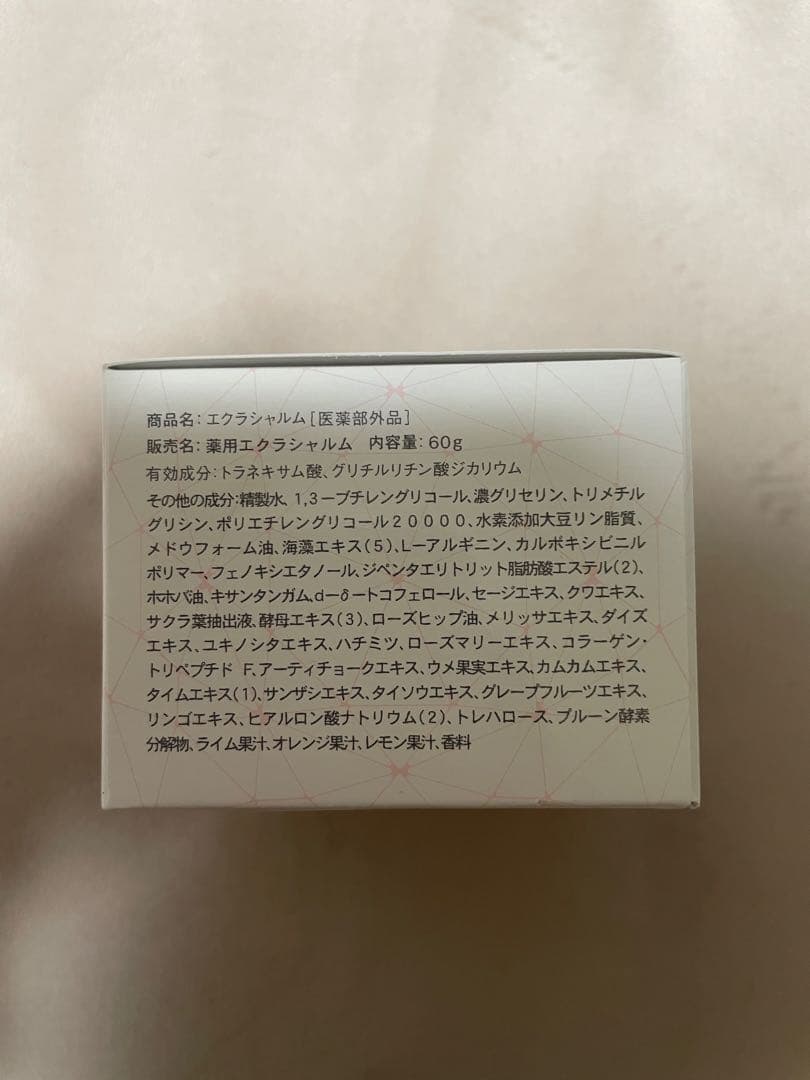 商品名：エクラシャルム［医薬部外品］
販売名：薬用エクラシャルム　内容量：60g
有効成分：トラネキサム酸、グリチルリチン酸ジカリウム
その他の成分：精製水、1,3－ブチレングリコール、濃グリセリン、トリメチル
グリシン、ポリエチレングリコール２００００、水素添加大豆リン脂質、
メドウフォーム油、海藻エキス（5）、L－アルギニン、カルボキシビニル
ポリマー、フェノキシエタノール、ジペンタエリトリット脂肪酸エステル（2）、
ホホバ油、キサンタンガム、d－δ－トコフェロール、セージエキス、クワエキス、
サクラ葉抽出液、酵母エキス（3）、ローズヒップ油、メリッサエキス、ダイズ
エキス、ユキノシタエキス、ハチミツ、ローズマリーエキス、コラーゲン・
トリペプチド F、アーティチョークエキス、ウメ果実エキス、カムカムエキス、
タイムエキス（1）、サンザシエキス、タイソウエキス、グレープフルーツエキス、
リンゴエキス、ヒアルロン酸ナトリウム（2）、トレハロース、プルーン酵素
分解物、ライム果汁、オレンジ果汁、レモン果汁、香料